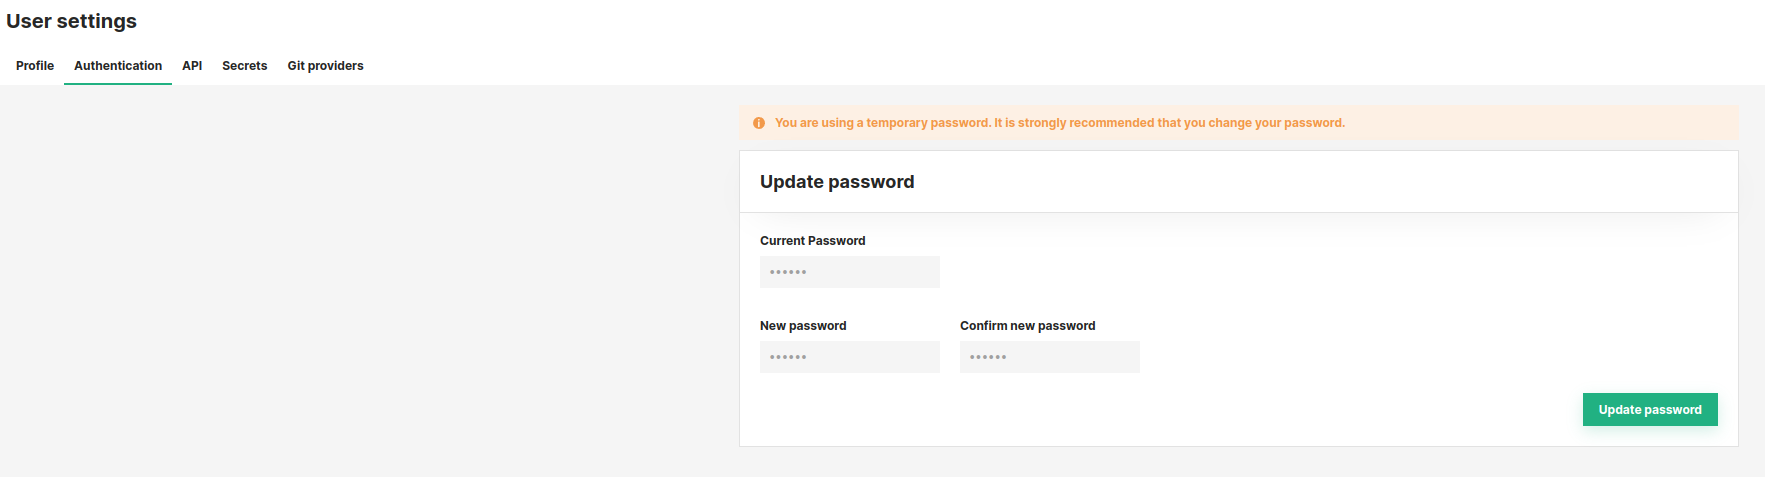 User settings
Profile Authentication API Secrets Git providers
You are using a temporary password. It is strongly recommended that you change your password.
Update password
Current Password
••••••
New password Confirm new password
•••••• ••••••
Update password